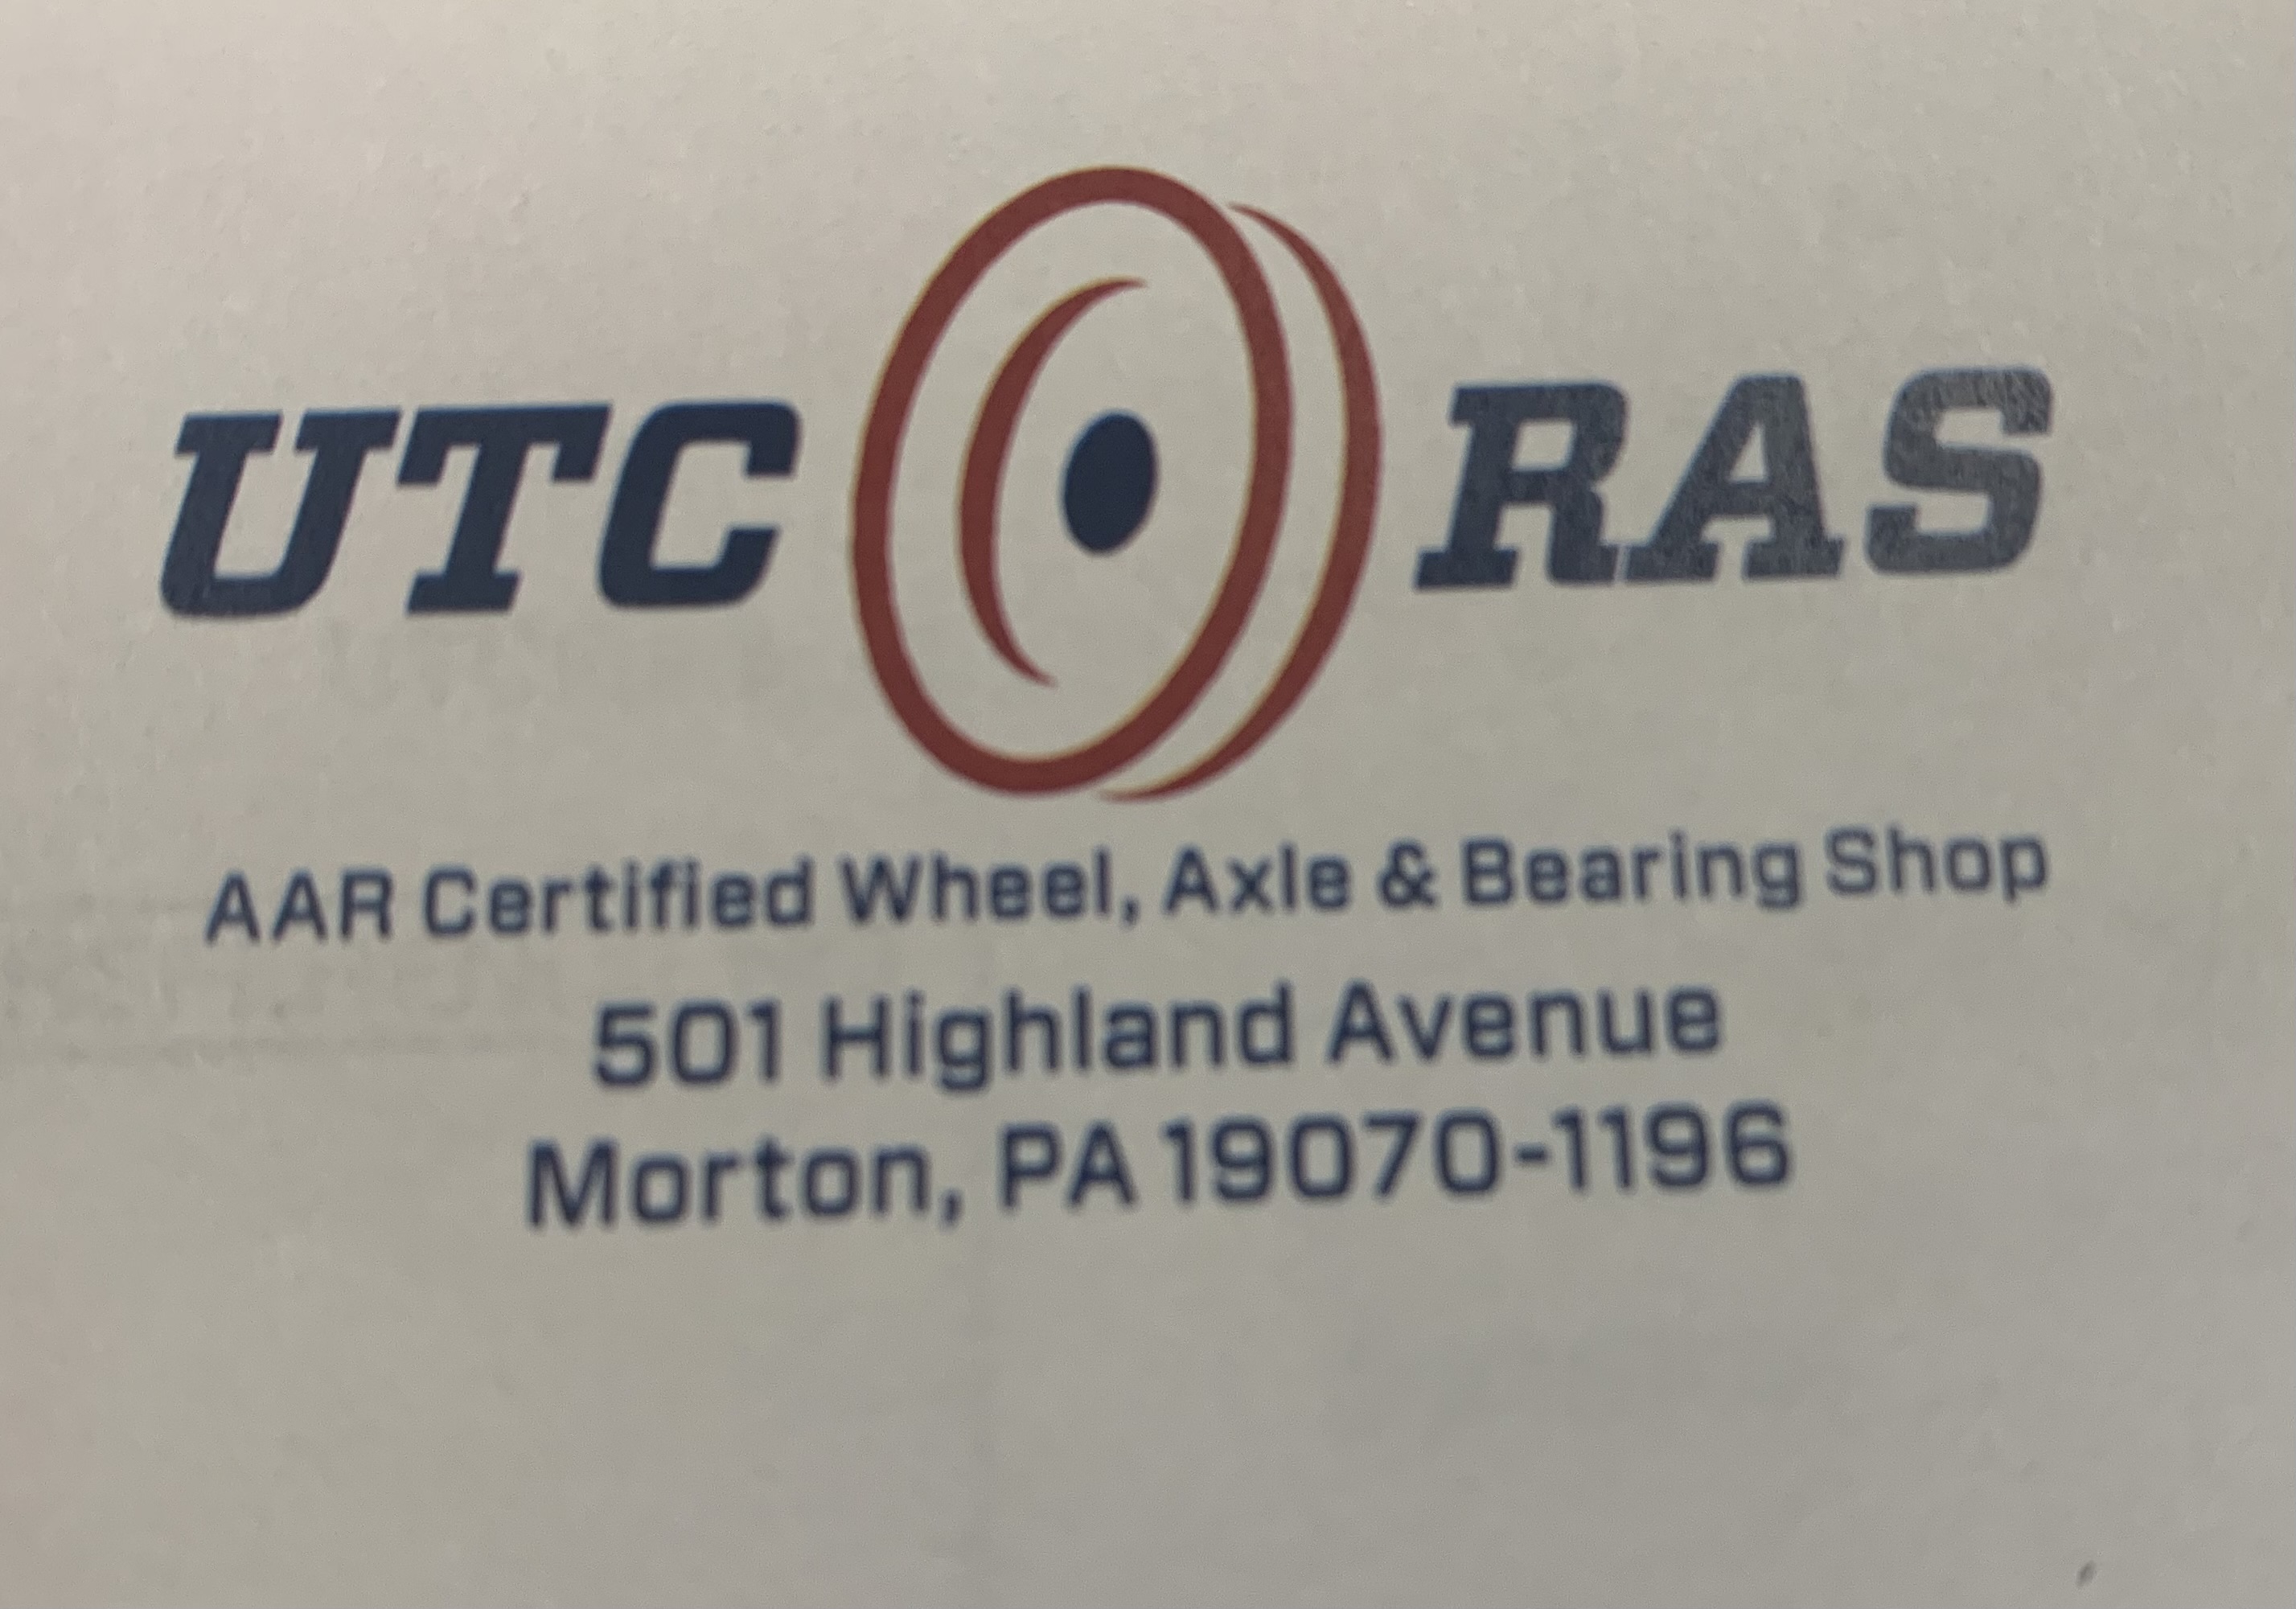 UTC RAS
AAR Certified Wheel, Axle & Bearing Shop
501 Highland Avenue
Morton, PA 19070-1196